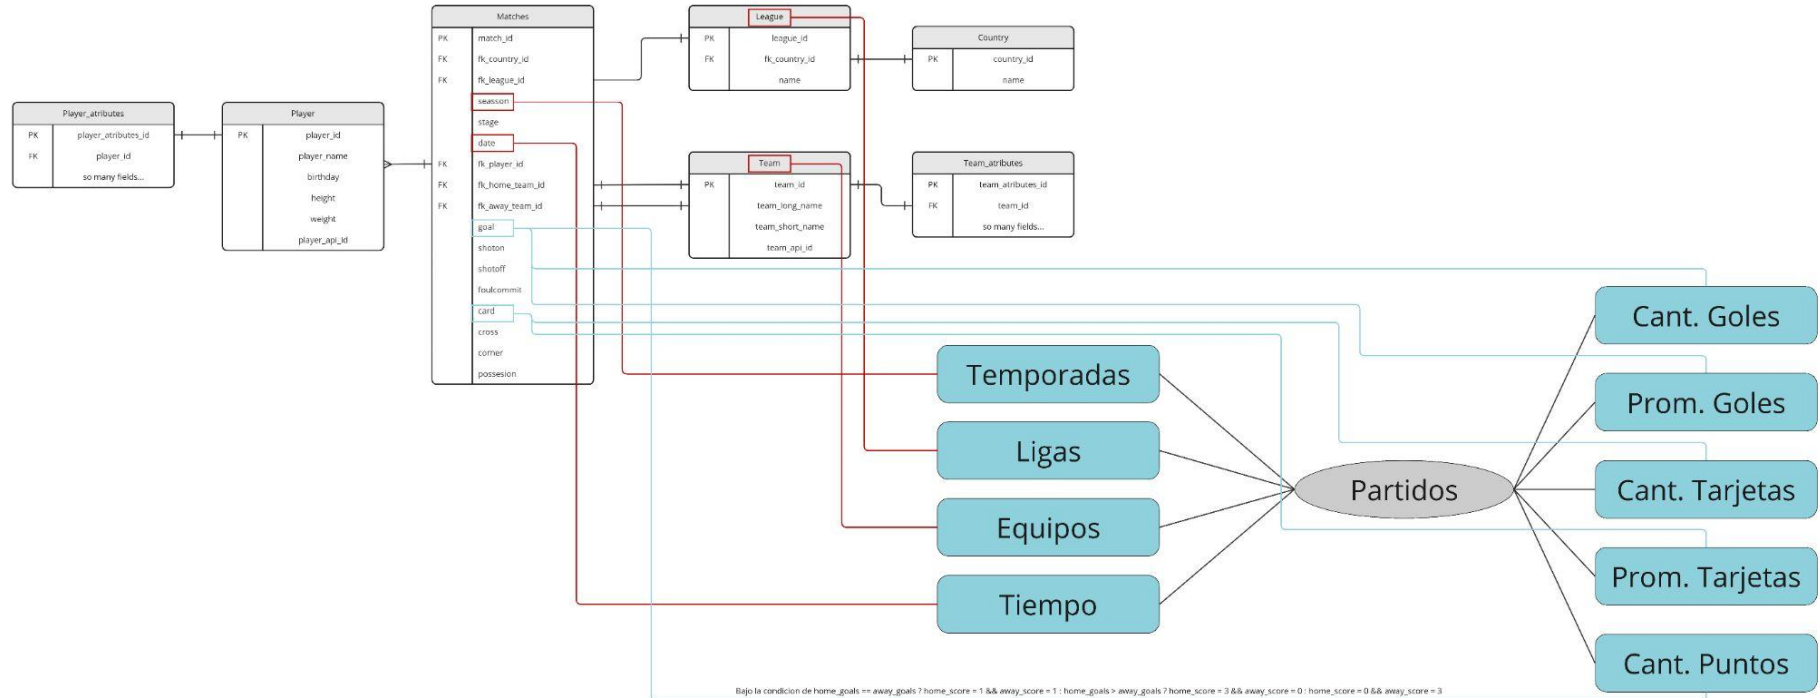 Matches
PK match_id
FK fk_country_id
FK fk_league_id
seasson
stage
date
FK fk_player_id
FK fk_home_team_id
FK fk_away_team_id
goal
shoton
shotoff
foulcommit
card
cross
corner
possesion
League
PK league_id
FK fk_country_id
name
Country
PK country_id
name
Player_atributes
PK player_atributes_id
FK player_id
so many fields...
Player
PK player_id
player_name
birthday
height
weight
player_api_id
Team
PK team_id
team_long_name
team_short_name
team_api_id
Team_atributes
PK team_atributes_id
FK team_id
so many fields...
Temporadas
Ligas
Equipos
Tiempo
Partidos
Cant. Goles
Prom. Goles
Cant. Tarjetas
Prom. Tarjetas
Cant. Puntos
Bajo la condicion de home_goals == away_goals ? home_score = 1 && away_score = 1 : home_goals > away_goals ? home_score = 3 && away_score = 0 : home_score = 0 && away_score = 3